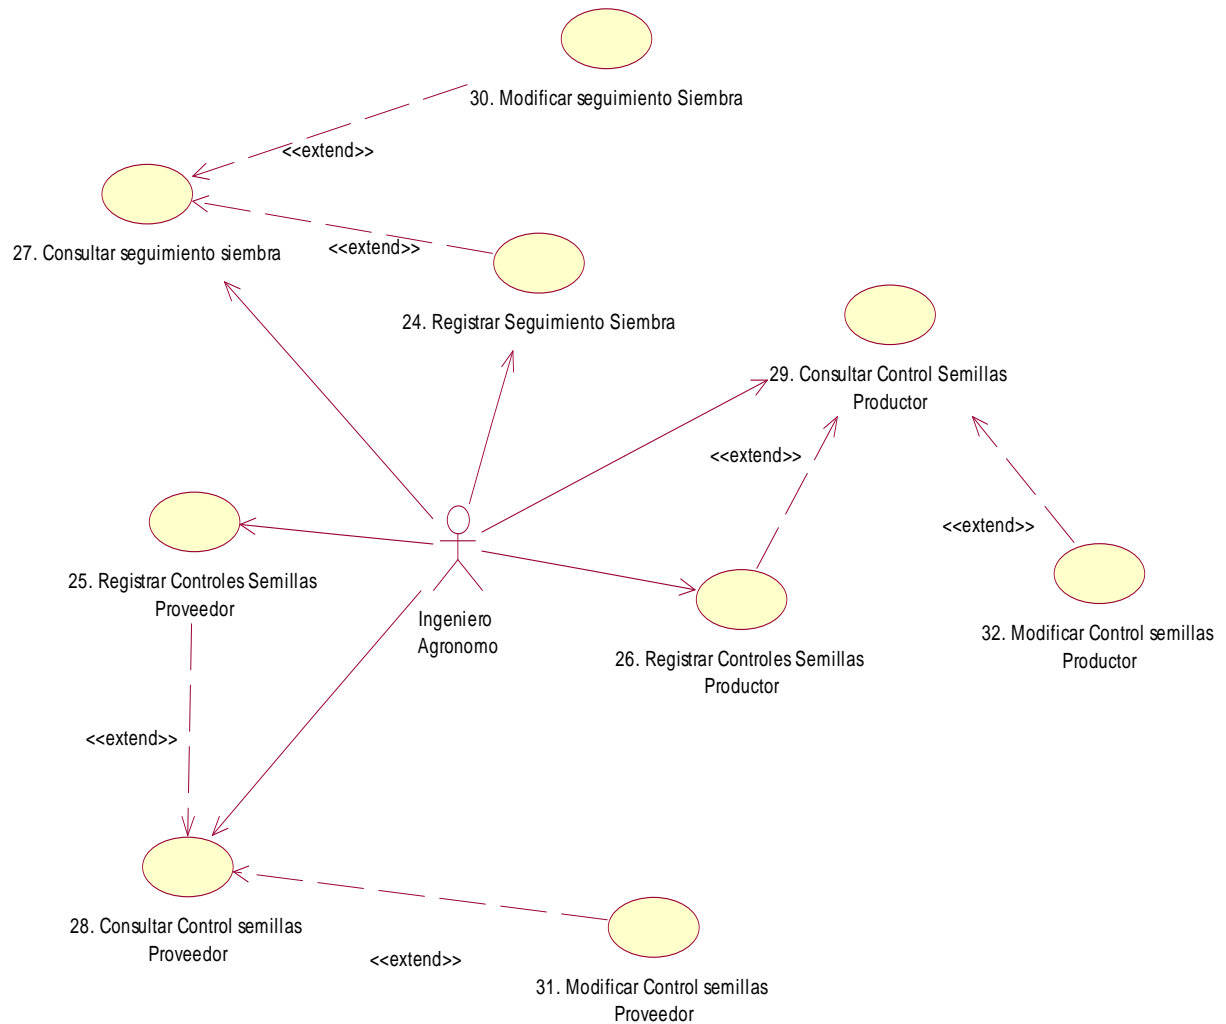 30. Modificar seguimiento Siembra
<<extend>>
<<extend>>
27. Consultar seguimiento siembra
24. Registrar Seguimiento Siembra
29. Consultar Control Semillas
Productor
<<extend>>
<<extend>>
25. Registrar Controles Semillas
Proveedor
Ingeniero
Agronomo
26. Registrar Controles Semillas
Productor
32. Modificar Control semillas
Productor
<<extend>>
28. Consultar Control semillas
Proveedor
<<extend>>
31. Modificar Control semillas
Proveedor